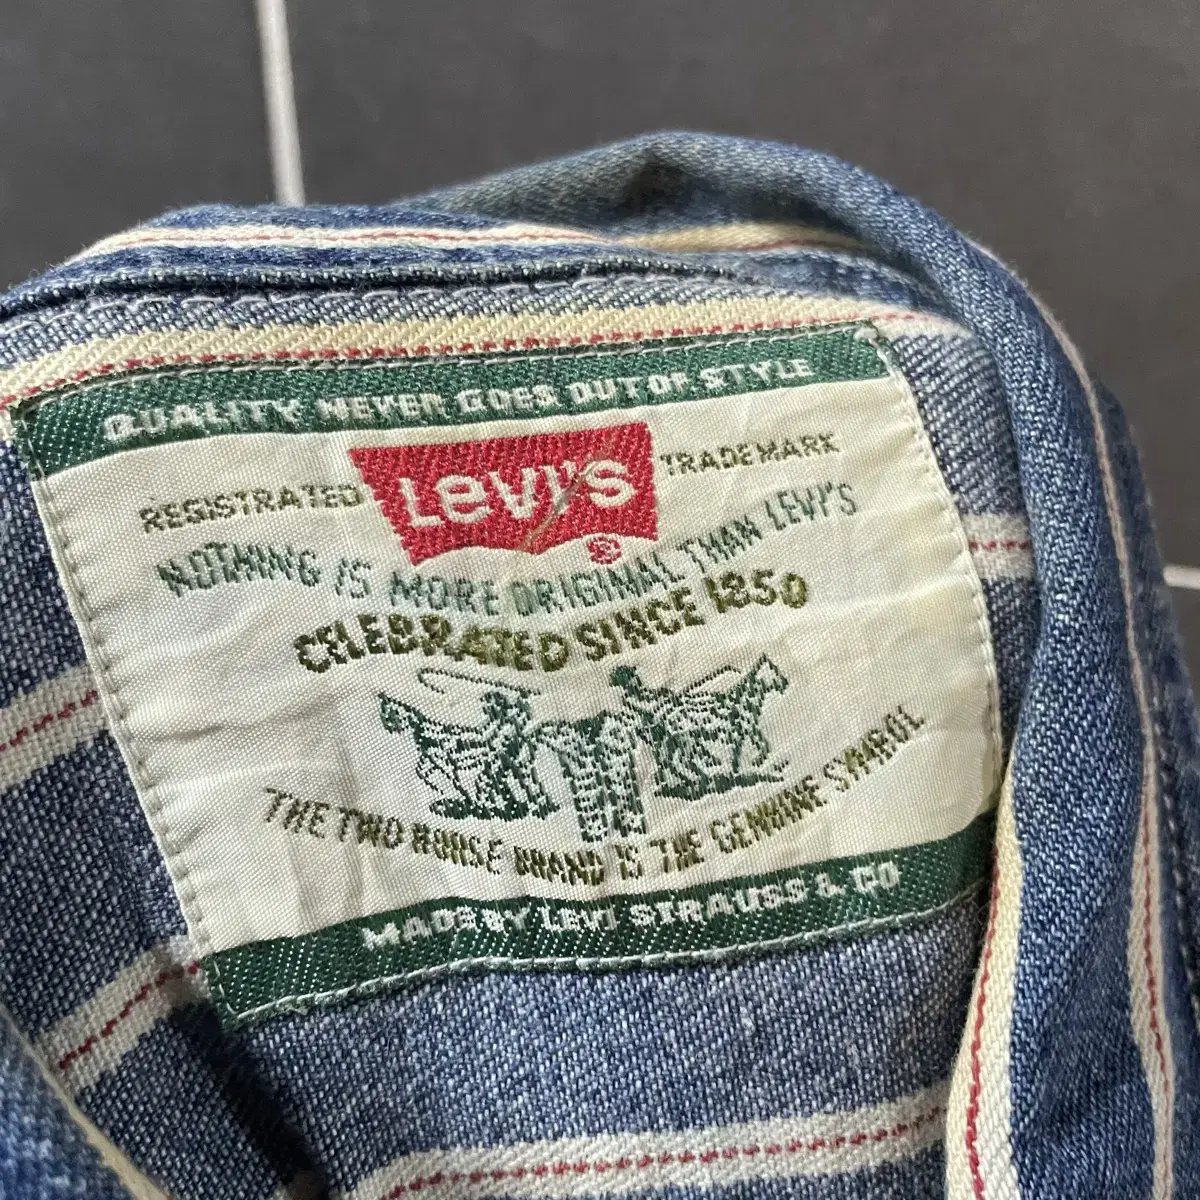 QUALITY NEVER GOES OUT OF STYLE
REGISTRATED LEVI'S ® TRADEMARK
NOTHING IS MORE ORIGINAL THAN LEVI'S
CELEBRATED SINCE 1850
THE TWO HORSE BRAND IS THE GENUINE SYMBOL
MADE BY LEVI STRAUSS & CO